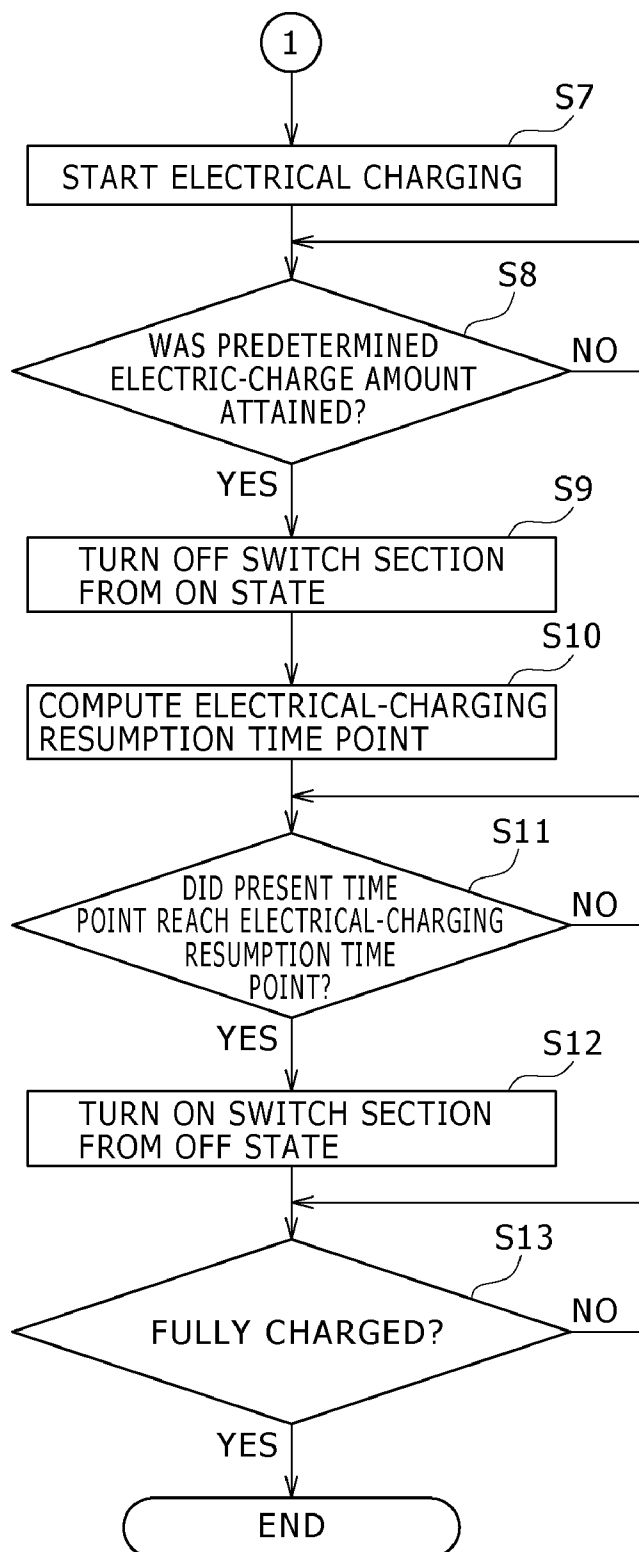 1
S7
START ELECTRICAL CHARGING
S8
WAS PREDETERMINED
ELECTRIC-CHARGE AMOUNT
ATTAINED?
NO
YES
S9
TURN OFF SWITCH SECTION
FROM ON STATE
S10
COMPUTE ELECTRICAL-CHARGING
RESUMPTION TIME POINT
S11
DID PRESENT TIME
POINT REACH ELECTRICAL-CHARGING
RESUMPTION TIME
POINT?
NO
YES
S12
TURN ON SWITCH SECTION
FROM OFF STATE
S13
FULLY CHARGED?
NO
YES
END